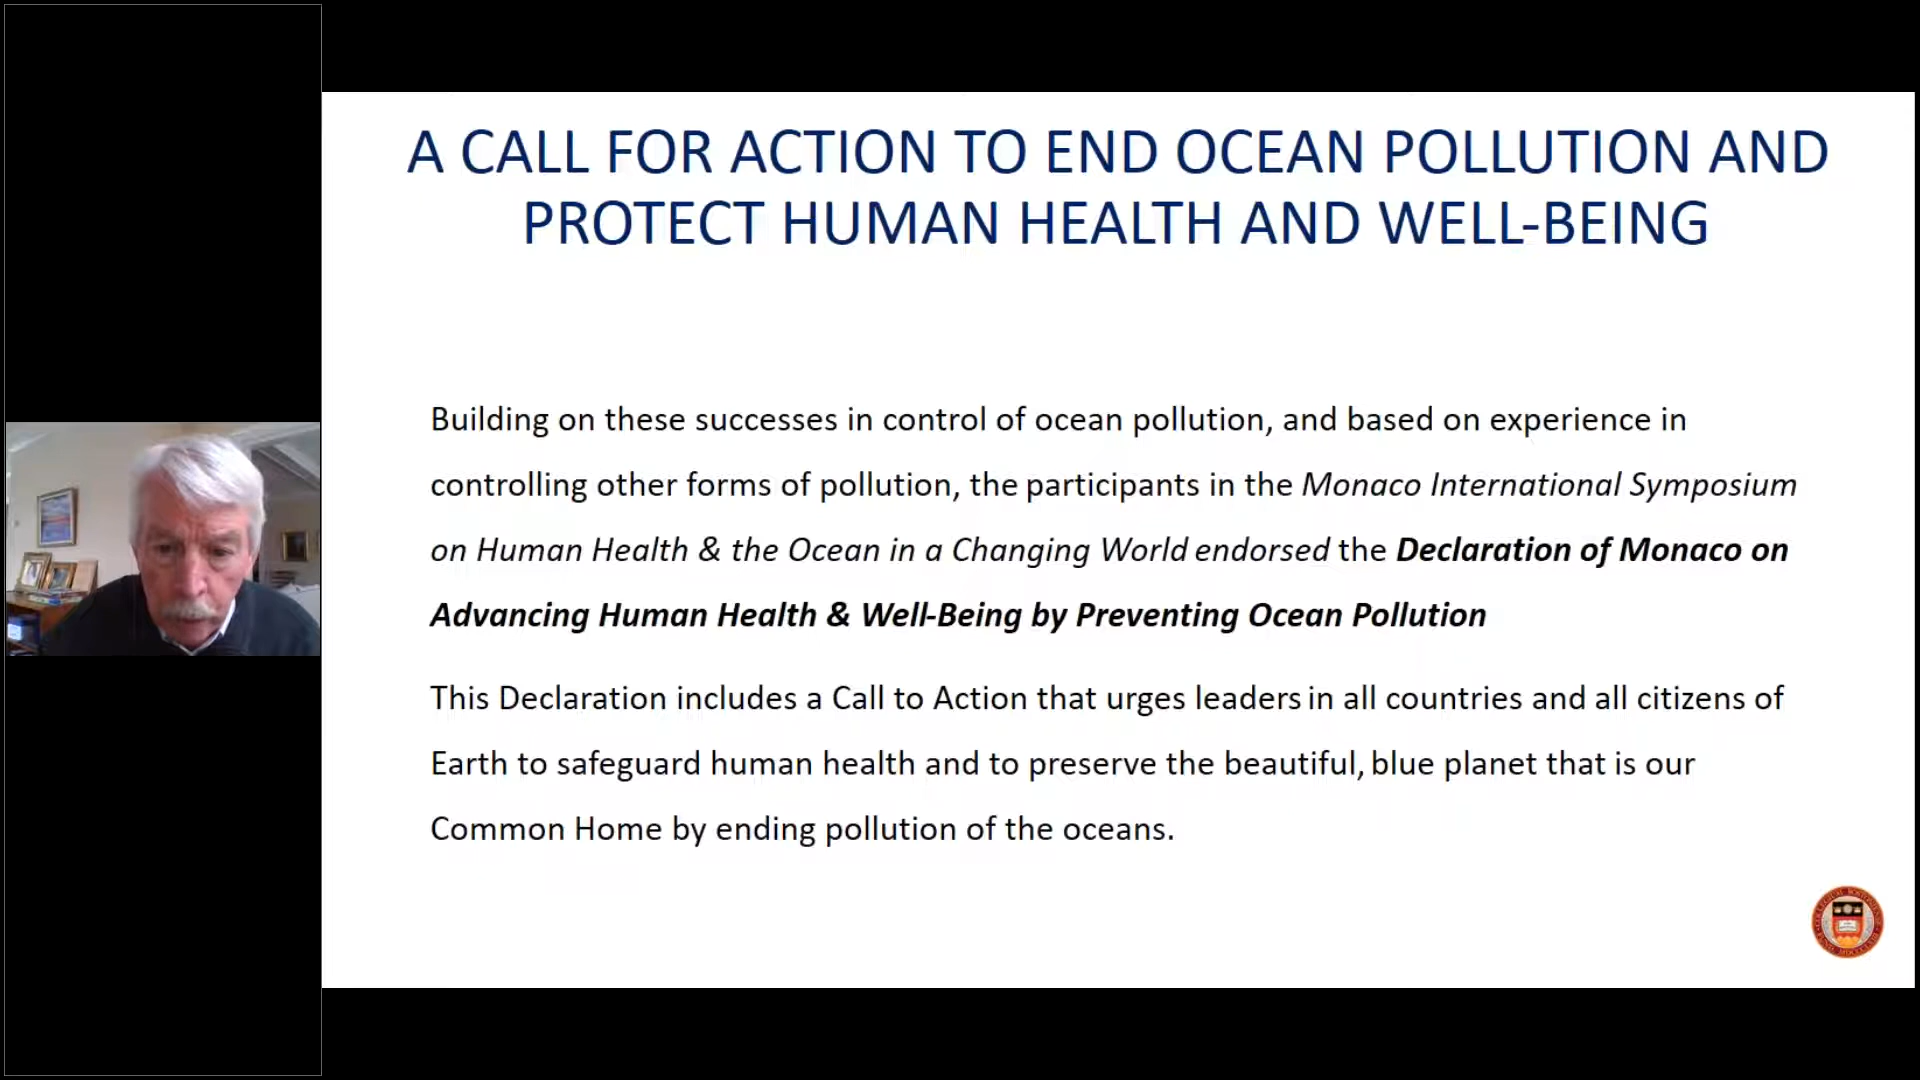 A CALL FOR ACTION TO END OCEAN POLLUTION AND
PROTECT HUMAN HEALTH AND WELL-BEING
Building on these successes in control of ocean pollution, and based on experience in
controlling other forms of pollution, the participants in the Monaco International Symposium
on Human Health & the Ocean in a Changing World endorsed the Declaration of Monaco on
Advancing Human Health & Well-Being by Preventing Ocean Pollution
This Declaration includes a Call to Action that urges leaders in all countries and all citizens of
Earth to safeguard human health and to preserve the beautiful, blue planet that is our
Common Home by ending pollution of the oceans.